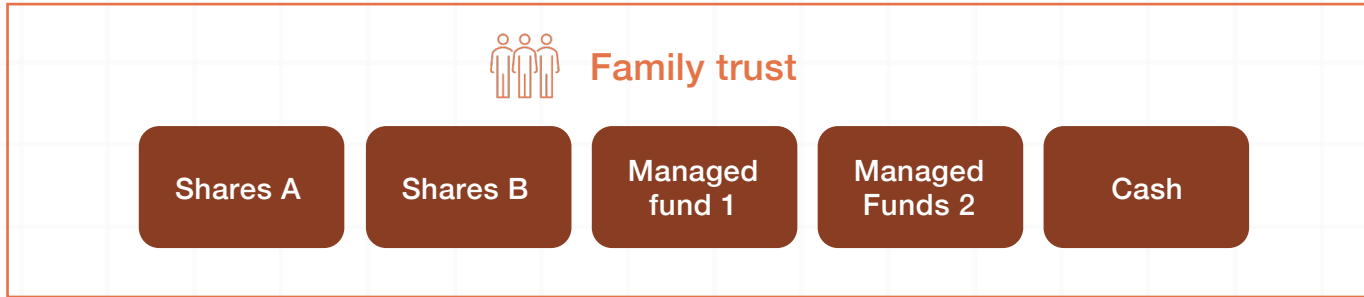 Family trust
Shares A
Shares B
Managed
fund 1
Managed
Funds 2
Cash